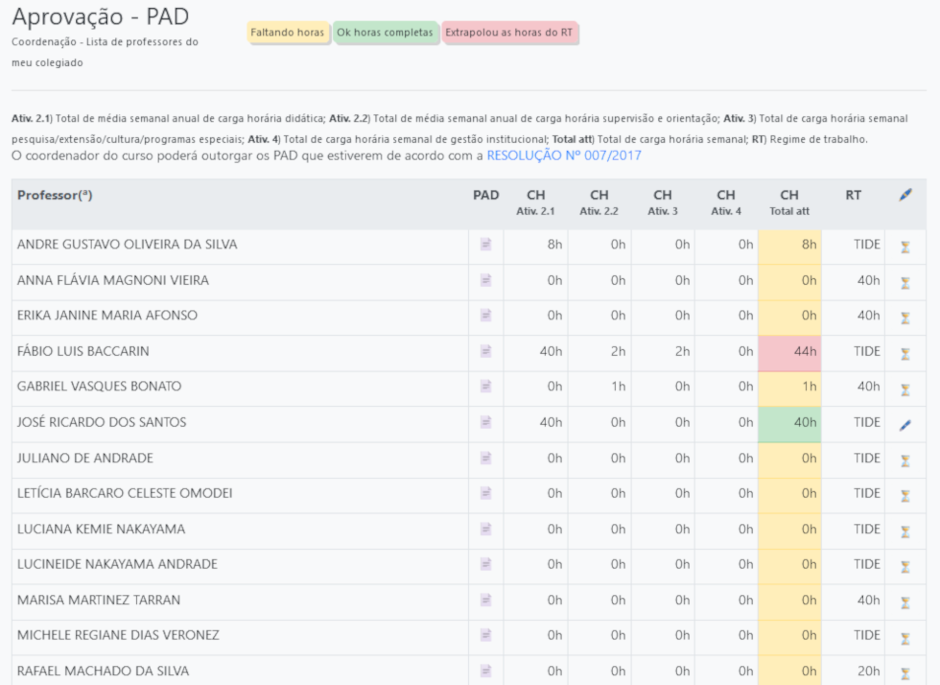 Aprovação - PAD
Coordenação - Lista de professores do
meu colegiado
Faltando horas Ok horas completas Extrapolou as horas do RT
Ativ. 2.1) Total de média semanal anual de carga horária didática; Ativ. 2.2) Total de média semanal anual de carga horária supervisão e orientação; Ativ. 3) Total de carga horária semanal
pesquisa/extensão/cultura/programas especiais; Ativ. 4) Total de carga horária semanal de gestão institucional; Total att) Total de carga horária semanal; RT) Regime de trabalho.
O coordenador do curso poderá outorgar os PAD que estiverem de acordo com a RESOLUÇÃO Nº 007/2017
Professor(ª) PAD CH CH CH CH CH RT
Ativ. 2.1 Ativ. 2.2 Ativ. 3 Ativ. 4 Total att
ANDRE GUSTAVO OLIVEIRA DA SILVA 8h 0h 0h 0h 8h TIDE
ANNA FLÁVIA MAGNONI VIEIRA 0h 0h 0h 0h 0h 40h
ERIKA JANINE MARIA AFONSO 0h 0h 0h 0h 0h 40h
FÁBIO LUIS BACCARIN 40h 2h 2h 0h 44h TIDE
GABRIEL VASQUES BONATO 0h 1h 0h 0h 1h 40h
JOSÉ RICARDO DOS SANTOS 40h 0h 0h 0h 40h TIDE
JULIANO DE ANDRADE 0h 0h 0h 0h 0h TIDE
LETÍCIA BARCARO CELESTE OMODEI 0h 0h 0h 0h 0h TIDE
LUCIANA KEMIE NAKAYAMA 0h 0h 0h 0h 0h TIDE
LUCINEIDE NAKAYAMA ANDRADE 0h 0h 0h 0h 0h TIDE
MARISA MARTINEZ TARRAN 0h 0h 0h 0h 0h 40h
MICHELE REGIANE DIAS VERONEZ 0h 0h 0h 0h 0h TIDE
RAFAEL MACHADO DA SILVA 0h 0h 0h 0h 0h 20h